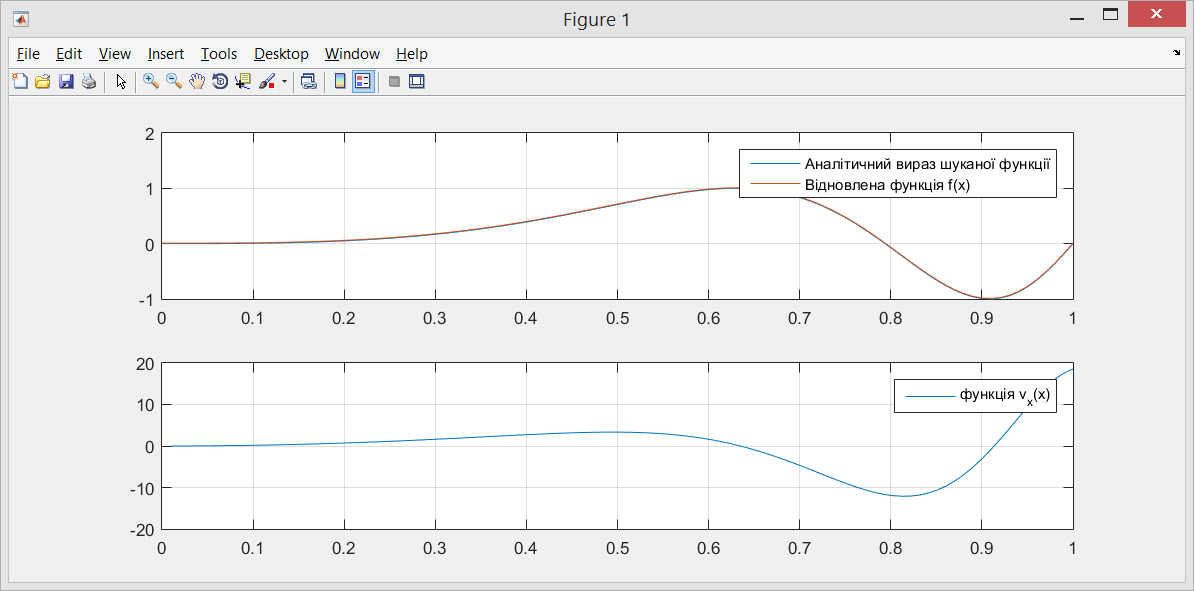 Figure 1
File Edit View Insert Tools Desktop Window Help
2
1
0
-1
Аналітичний вираз шуканої функції
Відновлена функція f(x)
0 0.1 0.2 0.3 0.4 0.5 0.6 0.7 0.8 0.9 1
20
10
0
-10
-20
функція v_x(x)
0 0.1 0.2 0.3 0.4 0.5 0.6 0.7 0.8 0.9 1